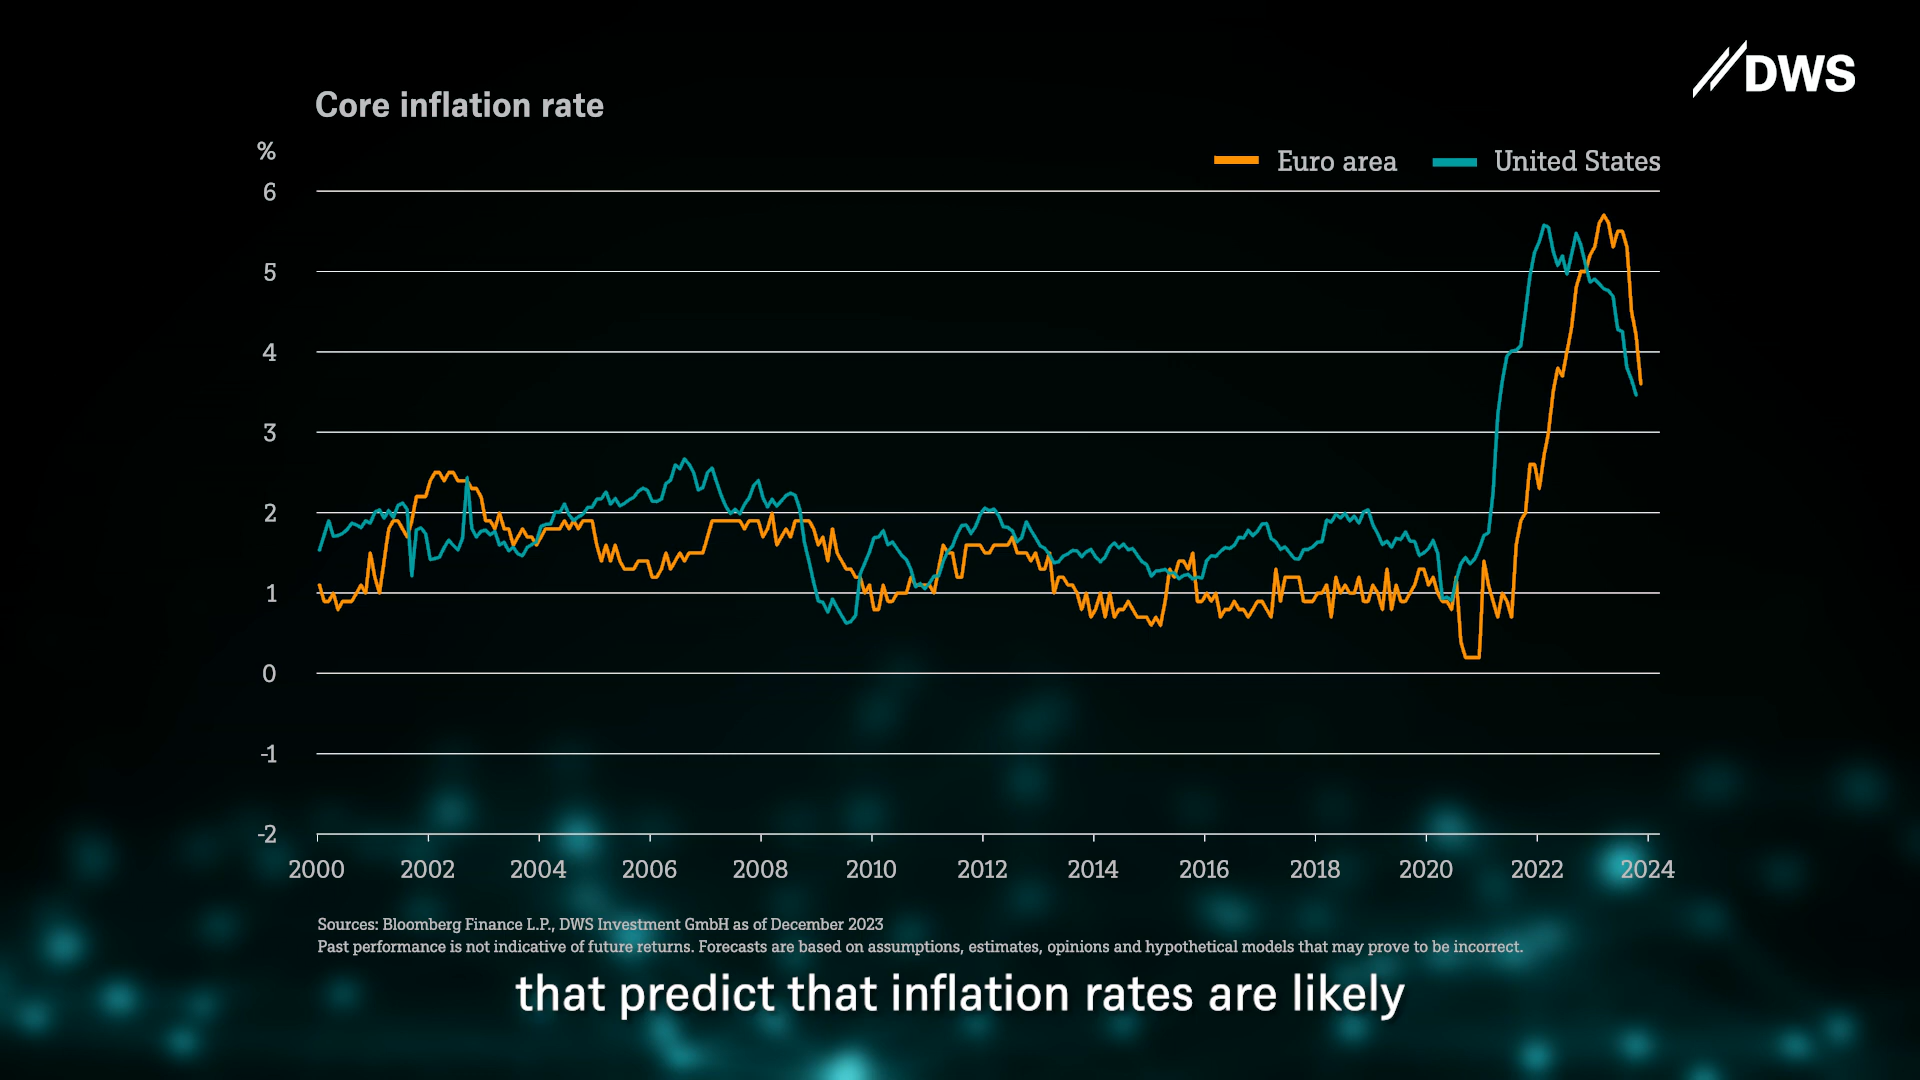 DWS
Core inflation rate
%
Euro area
United States
6
5
4
3
2
1
0
-1
-2
2000 2002 2004 2006 2008 2010 2012 2014 2016 2018 2020 2022 2024
Sources: Bloomberg Finance L.P., DWS Investment GmbH as of December 2023
Past performance is not indicative of future returns. Forecasts are based on assumptions, estimates, opinions and hypothetical models that may prove to be incorrect.
that predict that inflation rates are likely